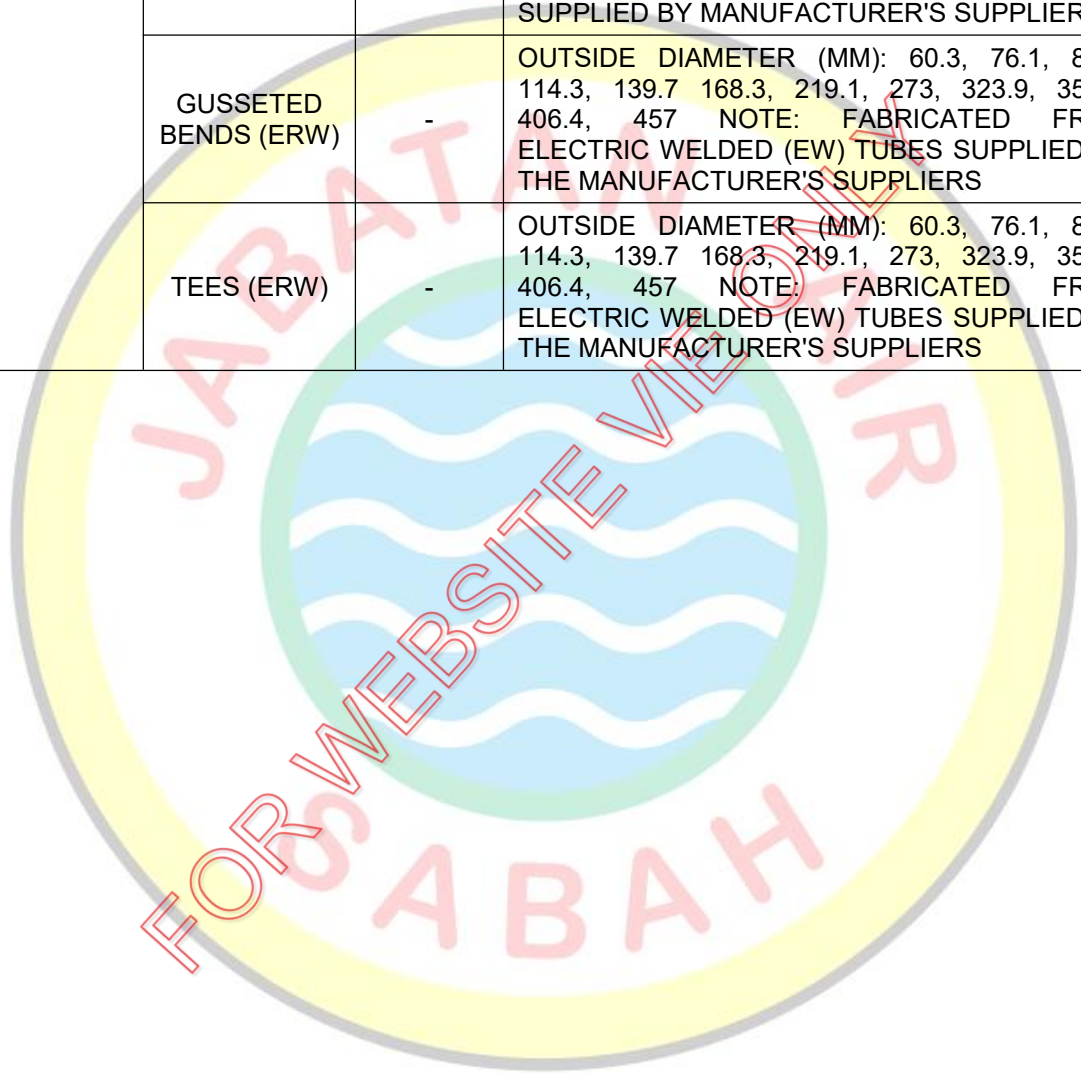 SUPPLIED BY MANUFACTURER'S SUPPLIER
GUSSETED
BENDS (ERW)
-
OUTSIDE DIAMETER (MM): 60.3, 76.1,
114.3, 139.7 168.3, 219.1, 273, 323.9,
406.4, 457 NOTE: FABRICATED
ELECTRIC WELDED (EW) TUBES SUPPLIED
THE MANUFACTURER'S SUPPLIERS
TEES (ERW)
-
OUTSIDE DIAMETER (MM): 60.3, 76.1,
114.3, 139.7 168.3, 219.1, 273, 323.9,
406.4, 457 NOTE: FABRICATED
ELECTRIC WELDED (EW) TUBES SUPPLIED
THE MANUFACTURER'S SUPPLIERS
JABATAN AIR
SABAH
FOR WEBSITE VIE ONLY